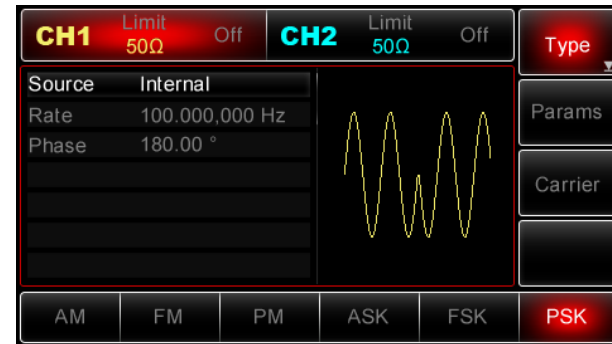 CH1 Limit 50Ω Off CH2 Limit 50Ω Off Type
Source Internal
Rate 100.000,000 Hz
Phase 180.00 °
Params
Carrier
AM FM PM ASK FSK PSK